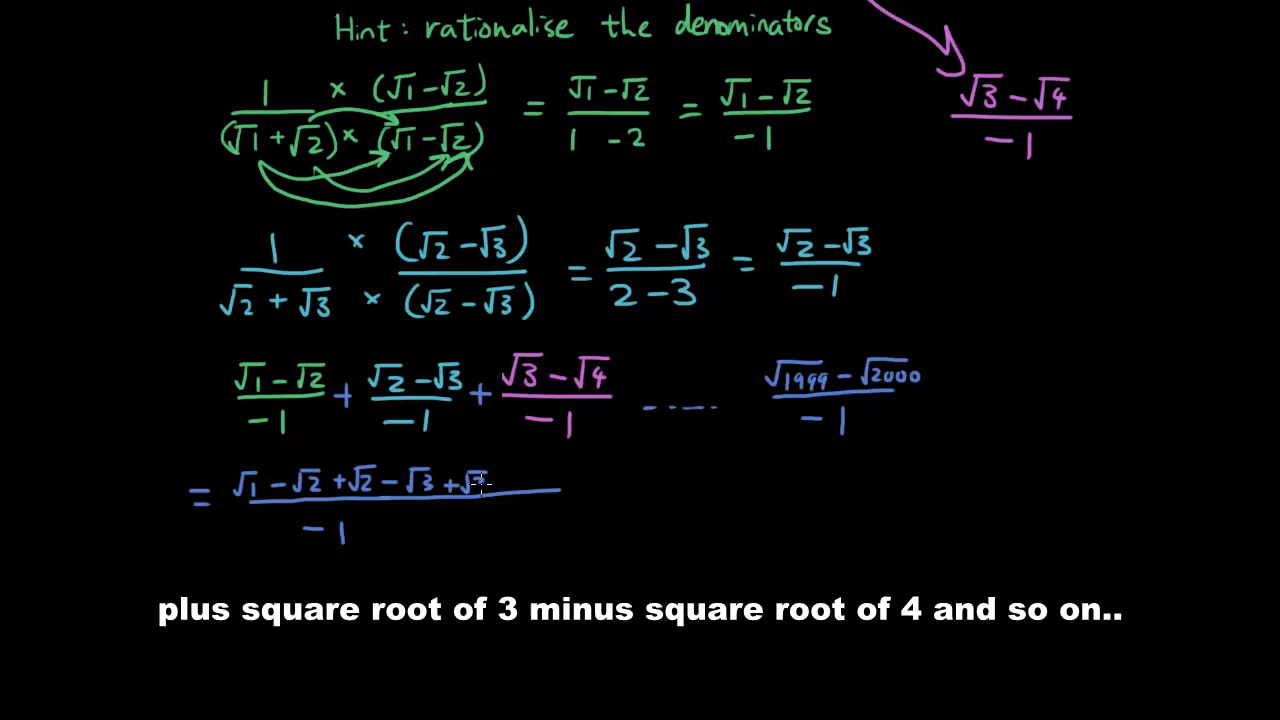 Hint : rationalise the denominators
1 / (√1 + √2) × (√1 − √2) / (√1 − √2) = (√1 − √2) / (1 − 2) = (√1 − √2) / −1
(√3 − √4) / −1
1 / (√2 + √3) × (√2 − √3) / × (√2 − √3) = (√2 − √3) / (2 − 3) = (√2 − √3) / −1
(√1 − √2) / −1 + (√2 − √3) / −1 + (√3 − √4) / −1 ...... (√1999 − √2000) / −1
= (√1 − √2 + √2 − √3 + √ / −1
plus square root of 3 minus square root of 4 and so on..